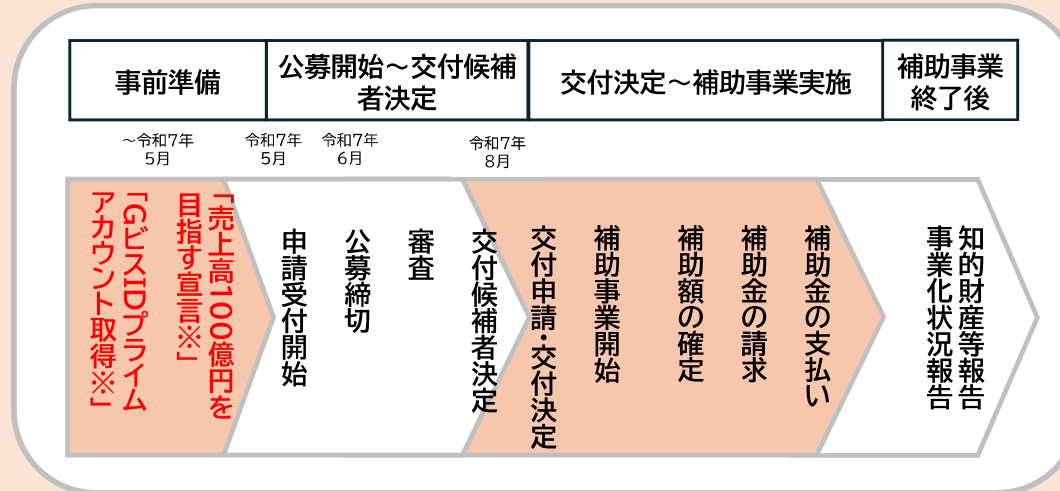 事前準備
公募開始～交付候補
者決定
交付決定～補助事業実施
補助事業
終了後
～令和7年
5月
令和7年
5月
令和7年
6月
令和7年
8月
「GビスIDプライム
アカウント取得※」
「売上高100億円を
目指す宣言※」
申請受付開始
公募締切
審査
交付候補者決定
交付申請・交付決定
補助事業開始
補助額の確定
補助金の請求
補助金の支払い
知的財産等報告
事業化状況報告